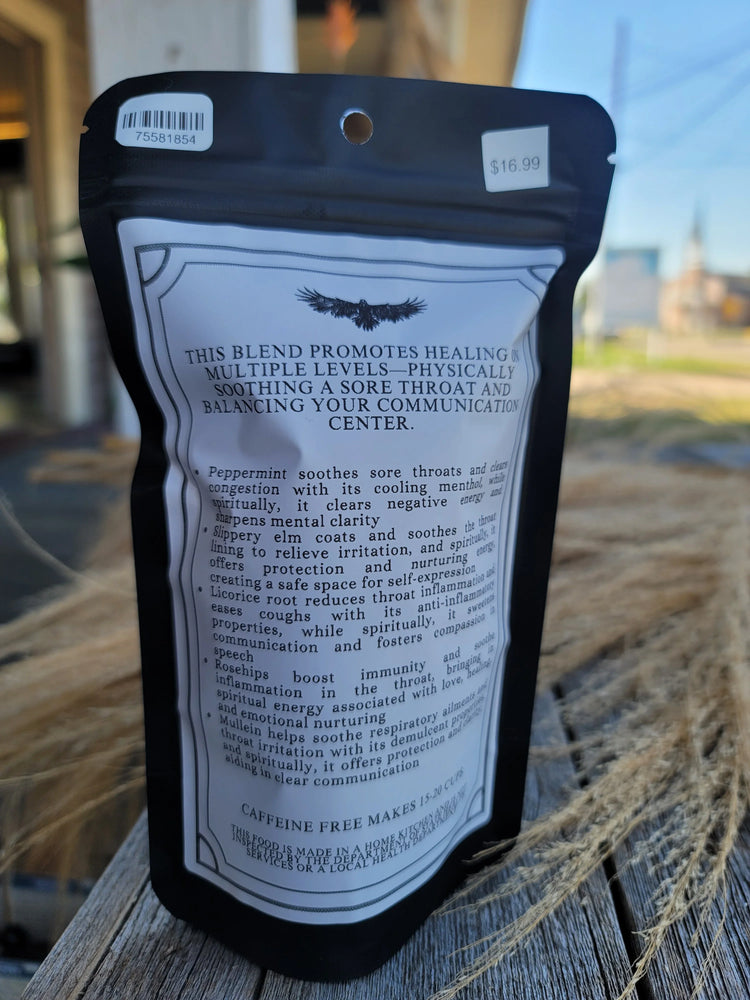 75581854
$16.99
THIS BLEND PROMOTES HEALING ON
MULTIPLE LEVELS—PHYSICALLY
SOOTHING A SORE THROAT AND
BALANCING YOUR COMMUNICATION
CENTER.
• Peppermint soothes sore throats and clears
congestion with its cooling menthol, while
spiritually, it clears negative energy and
sharpens mental clarity
• Slippery elm coats and soothes the throat
lining to relieve irritation, and spiritually, it
offers protection and nurturing energy,
creating a safe space for self-expression
• Licorice root reduces throat inflammation and
eases coughs with its anti-inflammatory
properties, while spiritually, it sweetens
communication and fosters compassion in
speech
• Rosehips boost immunity and soothe
inflammation in the throat, bringing in
spiritual energy associated with love, healing,
and emotional nurturing
• Mullein helps soothe respiratory ailments and
throat irritation with its demulcent properties,
and spiritually, it offers protection and clarity,
aiding in clear communication
CAFFEINE FREE MAKES 15-20 CUPS
THIS FOOD IS MADE IN A HOME KITCHEN AND IS NOT
INSPECTED BY THE DEPARTMENT OF STATE HEALTH
SERVICES OR A LOCAL HEALTH DEPARTMENT